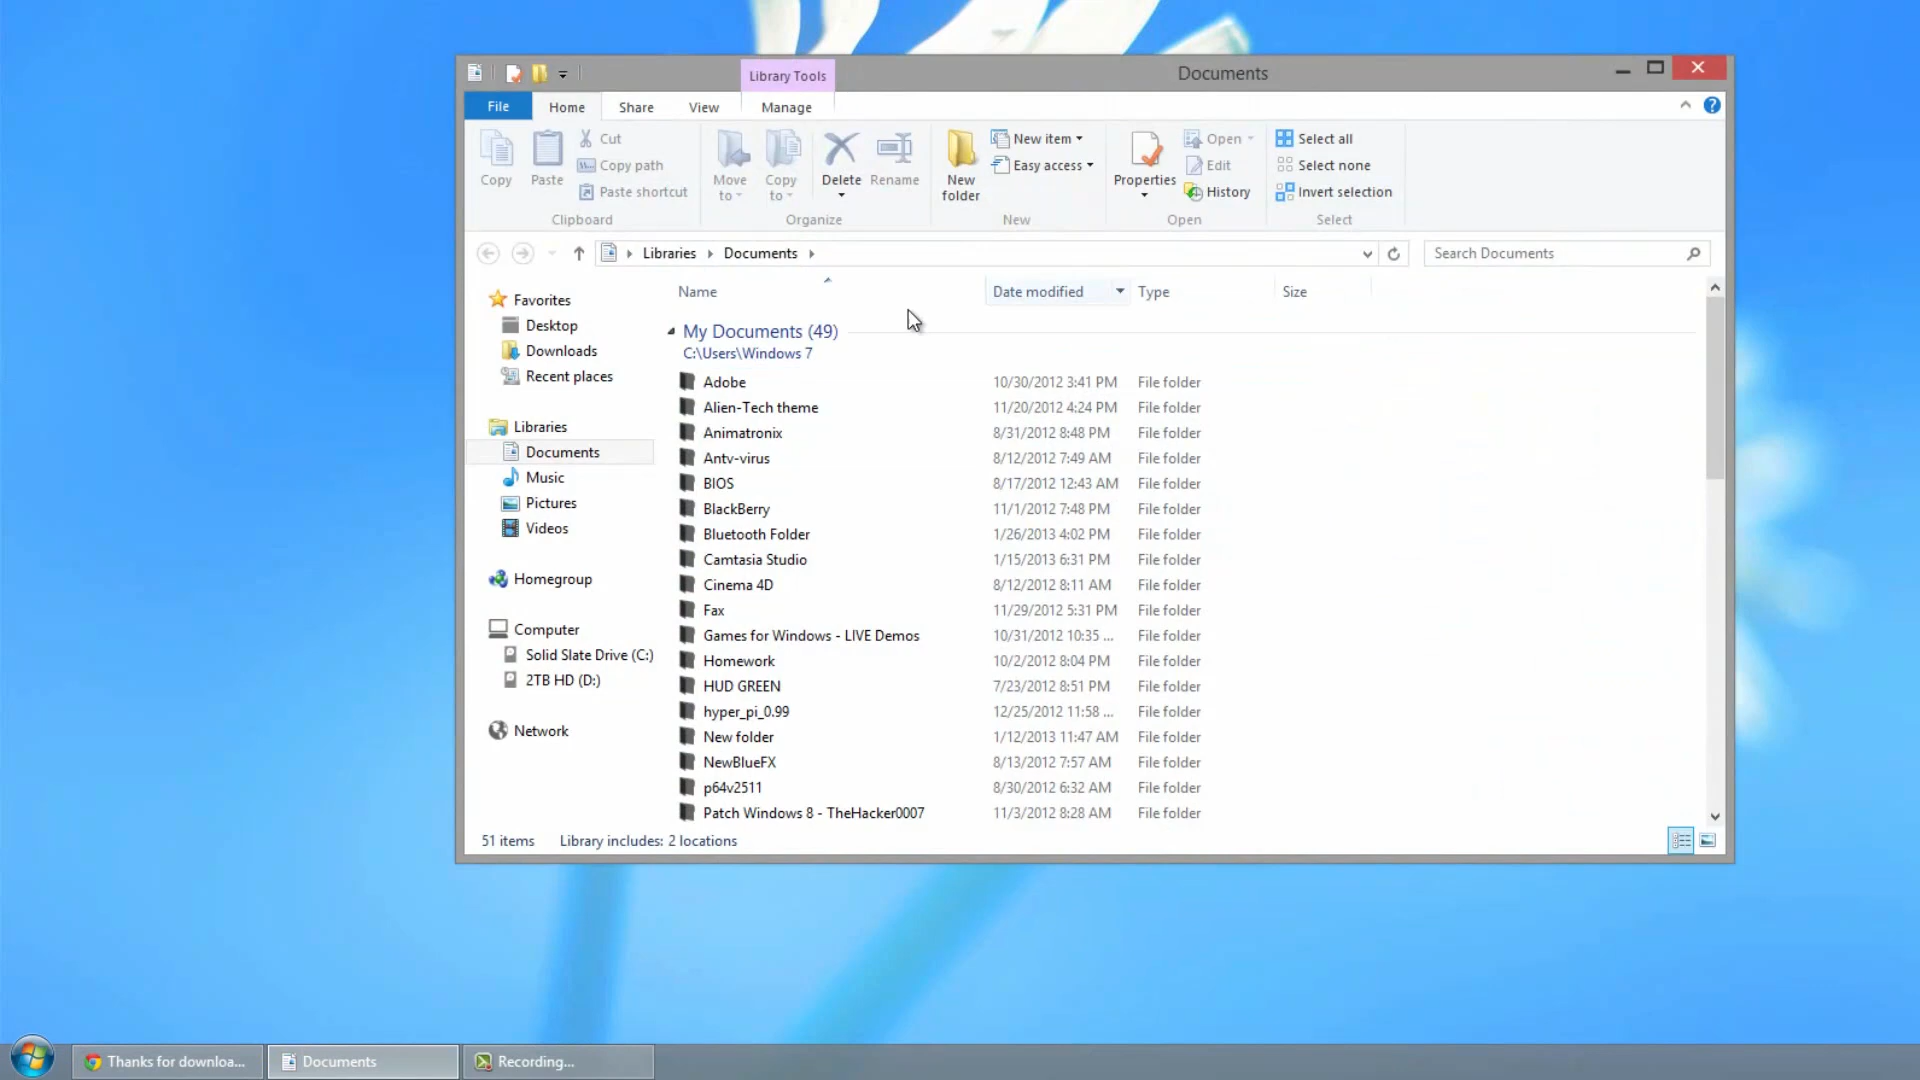 Library Tools
Documents
File Home Share View Manage
Copy
Paste
Cut
Copy path
Paste shortcut
Clipboard
Move to
Copy to
Delete
Rename
Organize
New folder
New item
Easy access
New
Properties
Open
Edit
History
Open
Select all
Select none
Invert selection
Select
Libraries Documents
Search Documents
Name Date modified Type Size
Favorites
Desktop
Downloads
Recent places
Libraries
Documents
Music
Pictures
Videos
Homegroup
Computer
Solid Slate Drive (C:)
2TB HD (D:)
Network
My Documents (49)
C:\Users\Windows 7
Adobe 10/30/2012 3:41 PM File folder
Alien-Tech theme 11/20/2012 4:24 PM File folder
Animatronix 8/31/2012 8:48 PM File folder
Antv-virus 8/12/2012 7:49 AM File folder
BIOS 8/17/2012 12:43 AM File folder
BlackBerry 11/1/2012 7:48 PM File folder
Bluetooth Folder 1/26/2013 4:02 PM File folder
Camtasia Studio 1/15/2013 6:31 PM File folder
Cinema 4D 8/12/2012 8:11 AM File folder
Fax 11/29/2012 5:31 PM File folder
Games for Windows - LIVE Demos 10/31/2012 10:35 ... File folder
Homework 10/2/2012 8:04 PM File folder
HUD GREEN 7/23/2012 8:51 PM File folder
hyper_pi_0.99 12/25/2012 11:58 ... File folder
New folder 1/12/2013 11:47 AM File folder
NewBlueFX 8/13/2012 7:57 AM File folder
p64v2511 8/30/2012 6:32 AM File folder
Patch Windows 8 - TheHacker0007 11/3/2012 8:28 AM File folder
51 items Library includes: 2 locations
Thanks for downloa... Documents Recording...